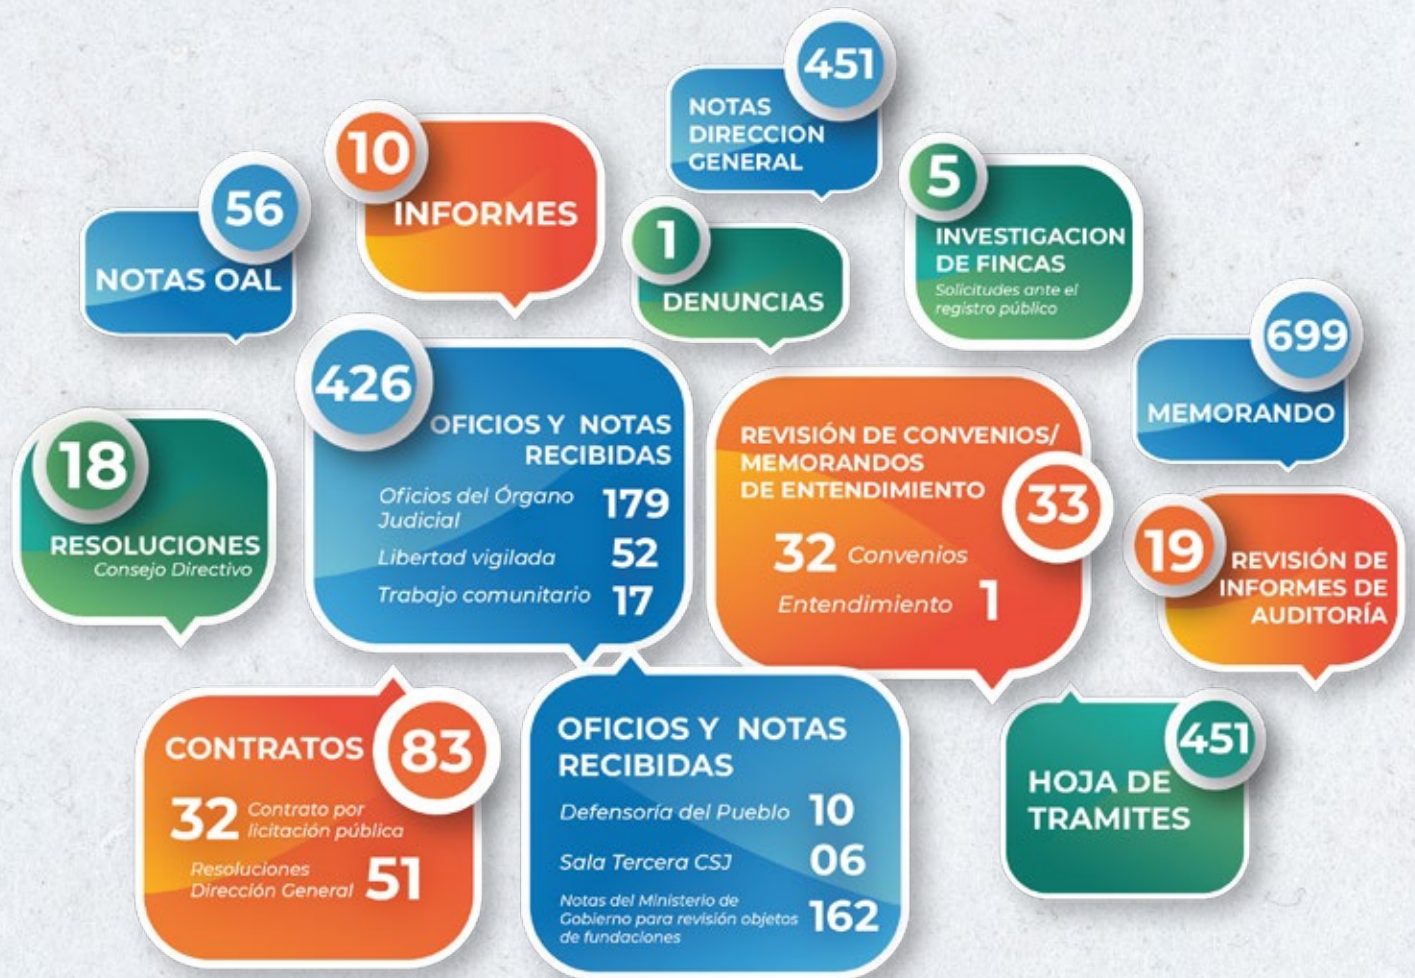 451
NOTAS
DIRECCION
GENERAL
10
INFORMES
56
NOTAS OAL
1
DENUNCIAS
5
INVESTIGACION
DE FINCAS
Solicitudes ante el
registro público
699
MEMORANDO
426
OFICIOS Y NOTAS
RECIBIDAS
Oficios del Órgano
Judicial 179
Libertad vigilada 52
Trabajo comunitario 17
REVISIÓN DE CONVENIOS/
MEMORANDOS
DE ENTENDIMIENTO
33
32 Convenios
Entendimiento 1
18
RESOLUCIONES
Consejo Directivo
19
REVISIÓN DE
INFORMES DE
AUDITORÍA
CONTRATOS 83
32 Contrato por
licitación pública
Resoluciones
Dirección General 51
OFICIOS Y NOTAS
RECIBIDAS
Defensoría del Pueblo 10
Sala Tercera CSJ 06
Notas del Ministerio de
Gobierno para revisión objetos 162
de fundaciones
451
HOJA DE
TRAMITES